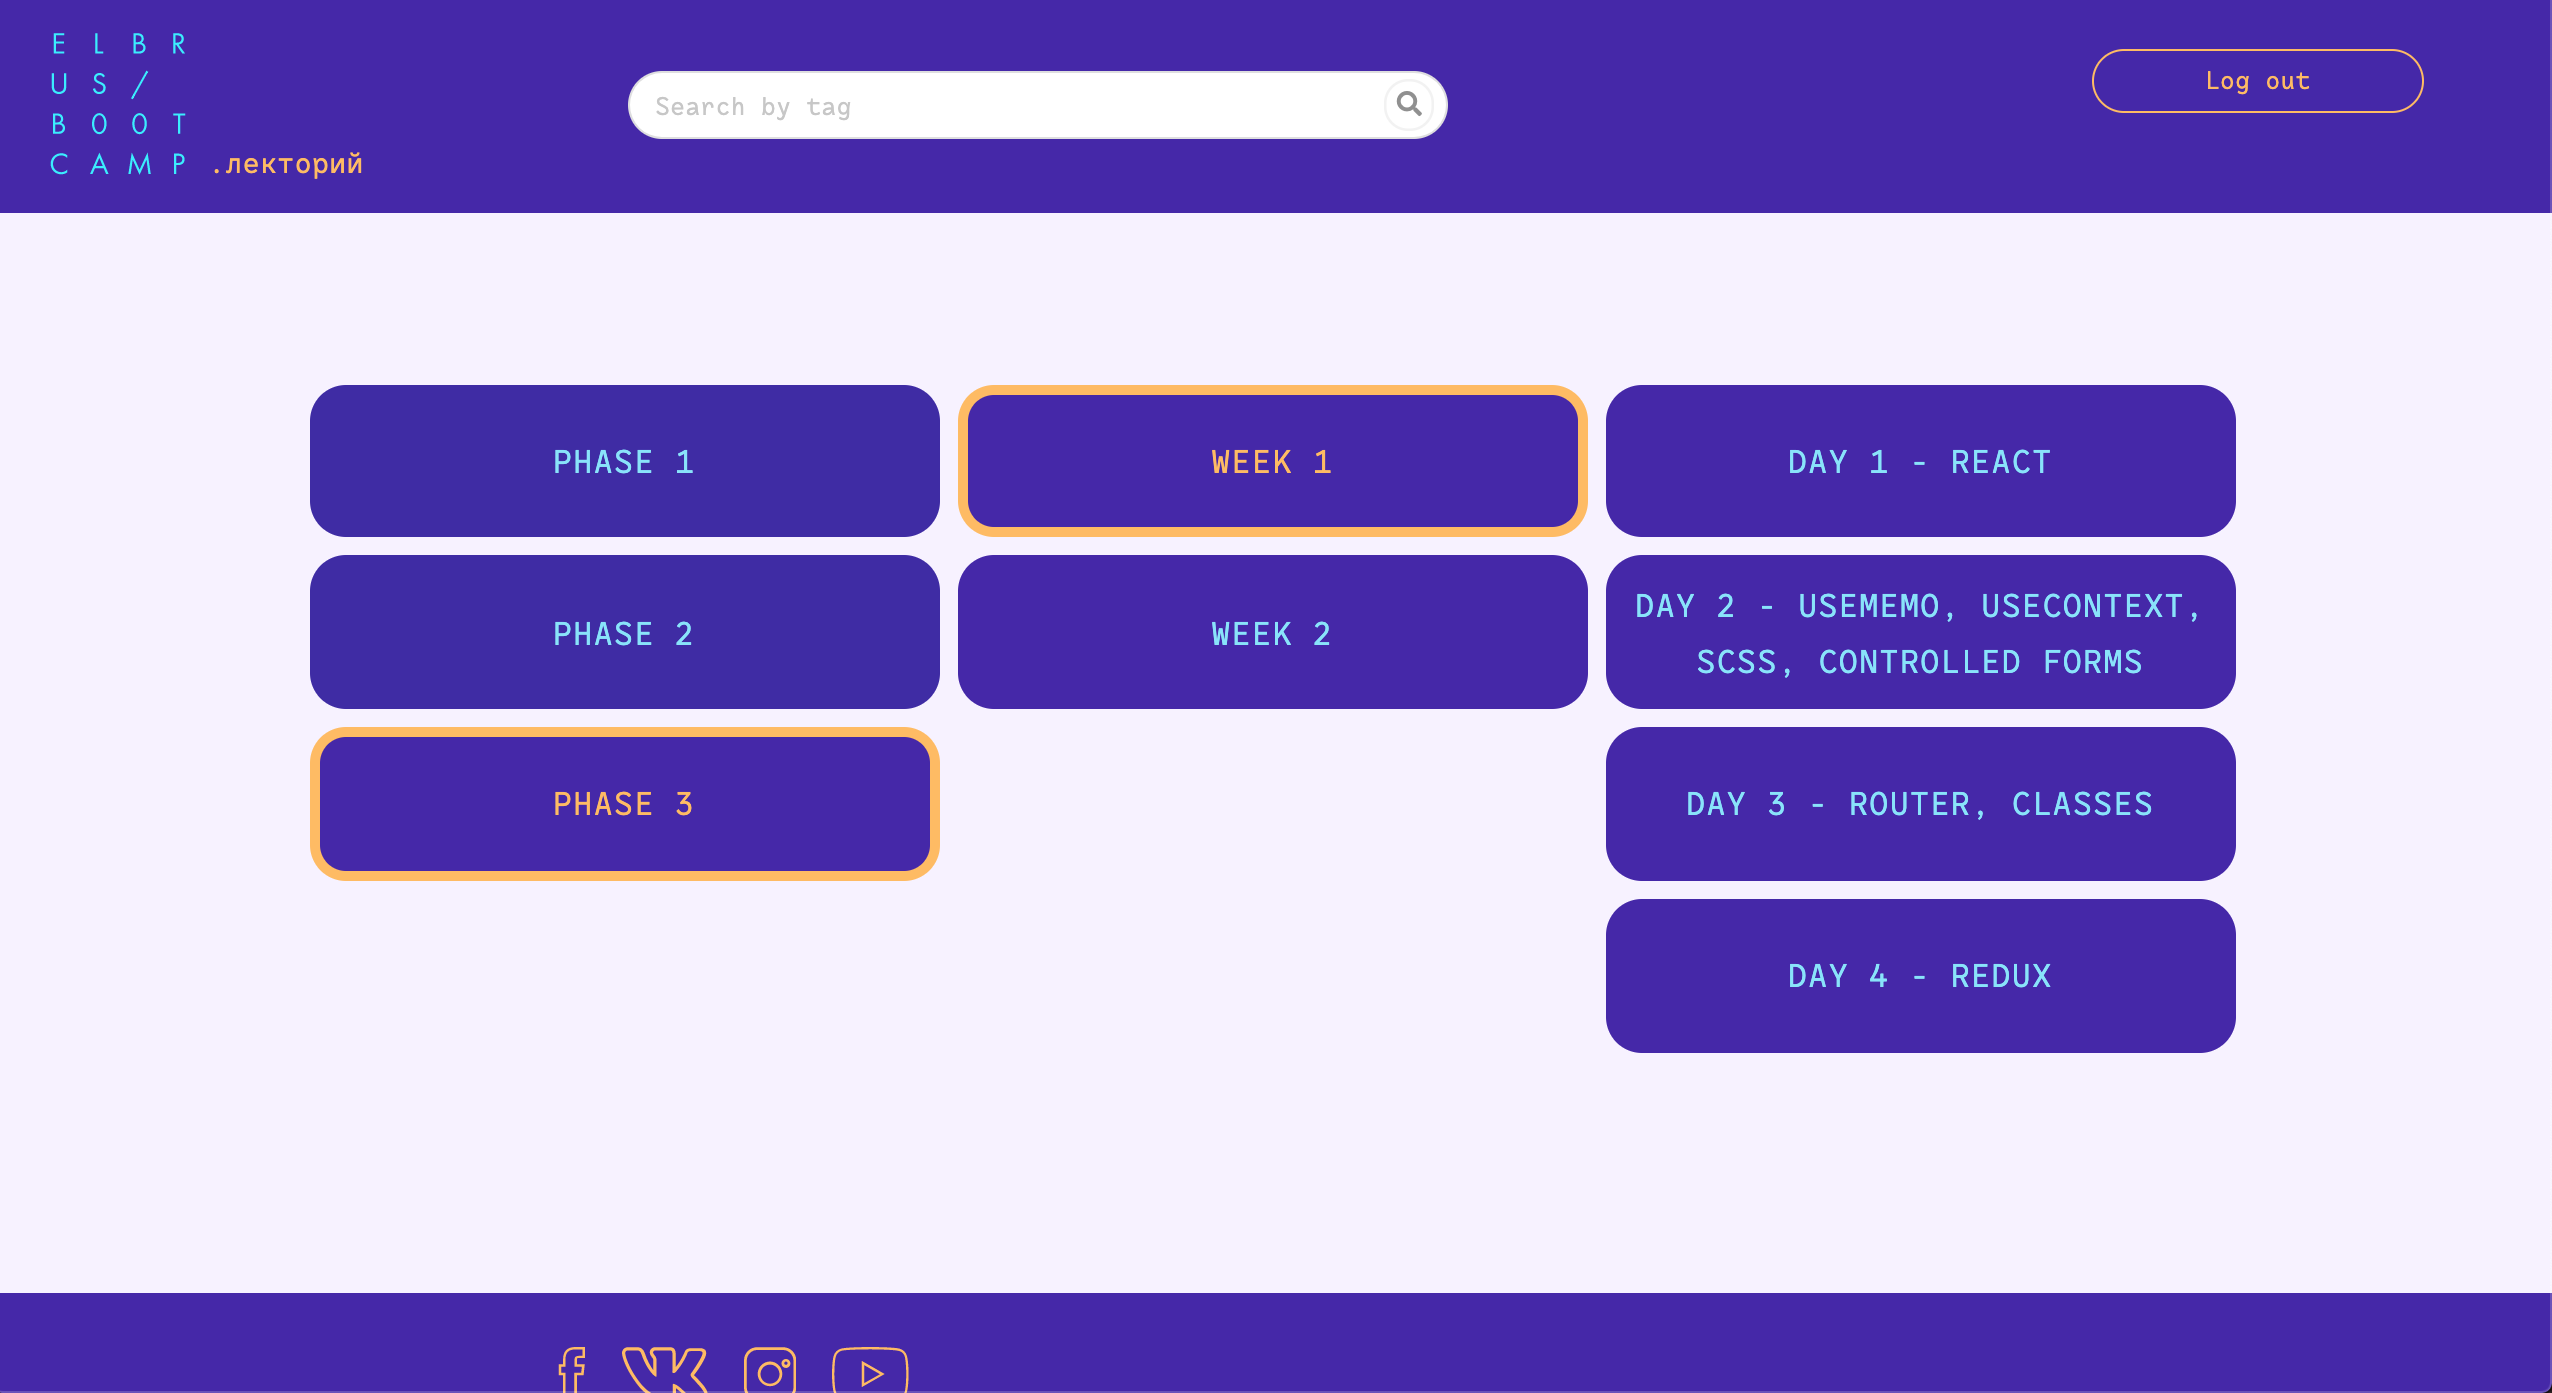 E L B R
U S /
B O O T
C A M P .лекторий
Search by tag
Log out
PHASE 1
WEEK 1
DAY 1 - REACT
PHASE 2
WEEK 2
DAY 2 - USEMEMO, USECONTEXT,
SCSS, CONTROLLED FORMS
PHASE 3
DAY 3 - ROUTER, CLASSES
DAY 4 - REDUX